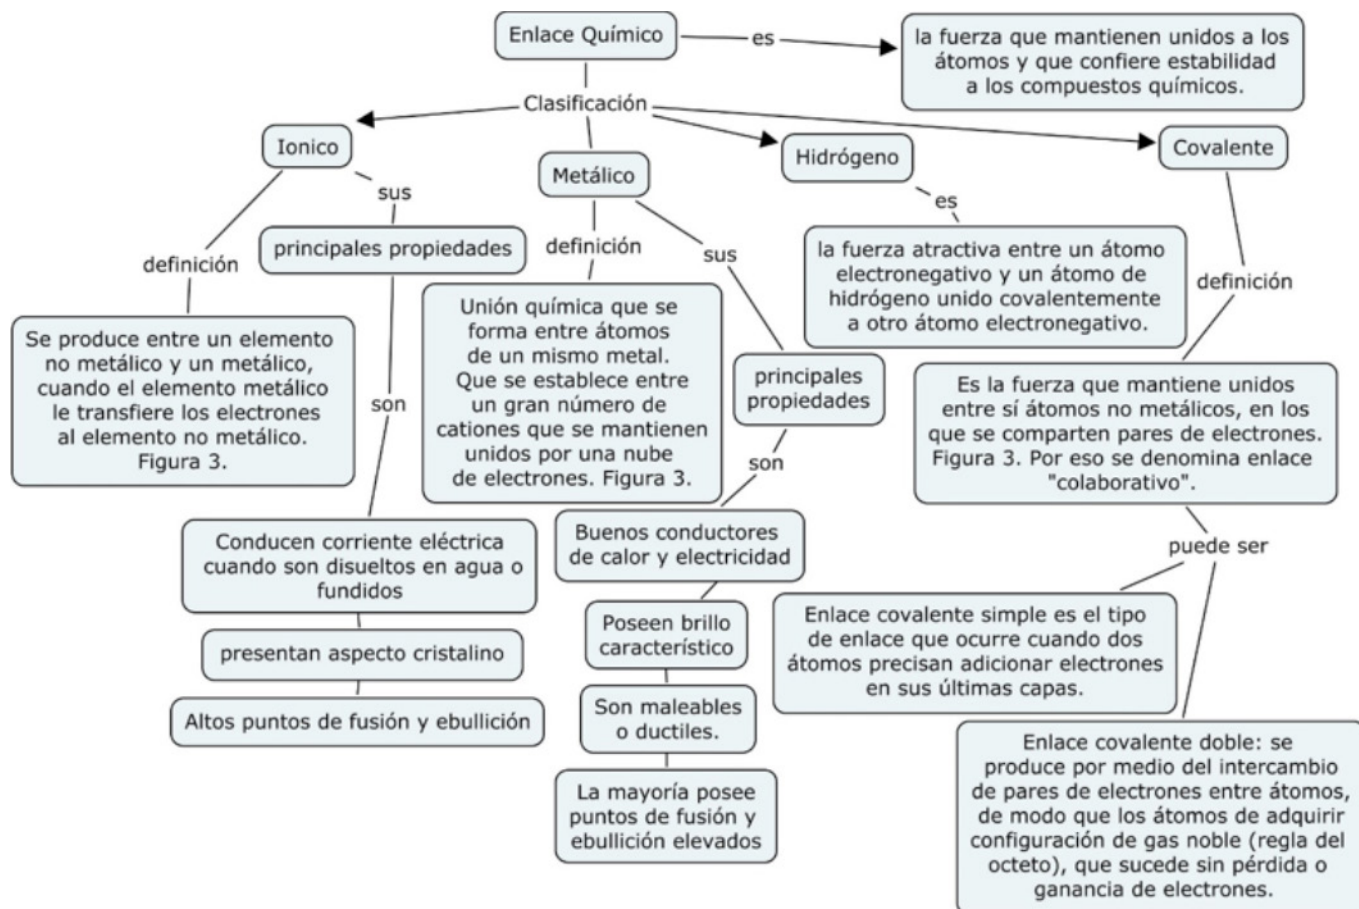 Enlace Químico
es
la fuerza que mantienen unidos a los
átomos y que confiere estabilidad
a los compuestos químicos.
Clasificación
Ionico
Metálico
Hidrógeno
Covalente
sus
principales propiedades
definición
Se produce entre un elemento
no metálico y un metálico,
cuando el elemento metálico
le transfiere los electrones
al elemento no metálico.
Figura 3.
son
Conducen corriente eléctrica
cuando son disueltos en agua o
fundidos
presentan aspecto cristalino
Altos puntos de fusión y ebullición
definición
Unión química que se
forma entre átomos
de un mismo metal.
Que se establece entre
un gran número de
cationes que se mantienen
unidos por una nube
de electrones. Figura 3.
sus
principales
propiedades
son
Buenos conductores
de calor y electricidad
Poseen brillo
característico
Son maleables
o ductiles.
La mayoría posee
puntos de fusión y
ebullición elevados
es
la fuerza atractiva entre un átomo
electronegativo y un átomo de
hidrógeno unido covalentemente
a otro átomo electronegativo.
definición
Es la fuerza que mantiene unidos
entre sí átomos no metálicos, en los
que se comparten pares de electrones.
Figura 3. Por eso se denomina enlace
"colaborativo".
puede ser
Enlace covalente simple es el tipo
de enlace que ocurre cuando dos
átomos precisan adicionar electrones
en sus últimas capas.
Enlace covalente doble: se
produce por medio del intercambio
de pares de electrones entre átomos,
de modo que los átomos de adquirir
configuración de gas noble (regla del
octeto), que sucede sin pérdida o
ganancia de electrones.